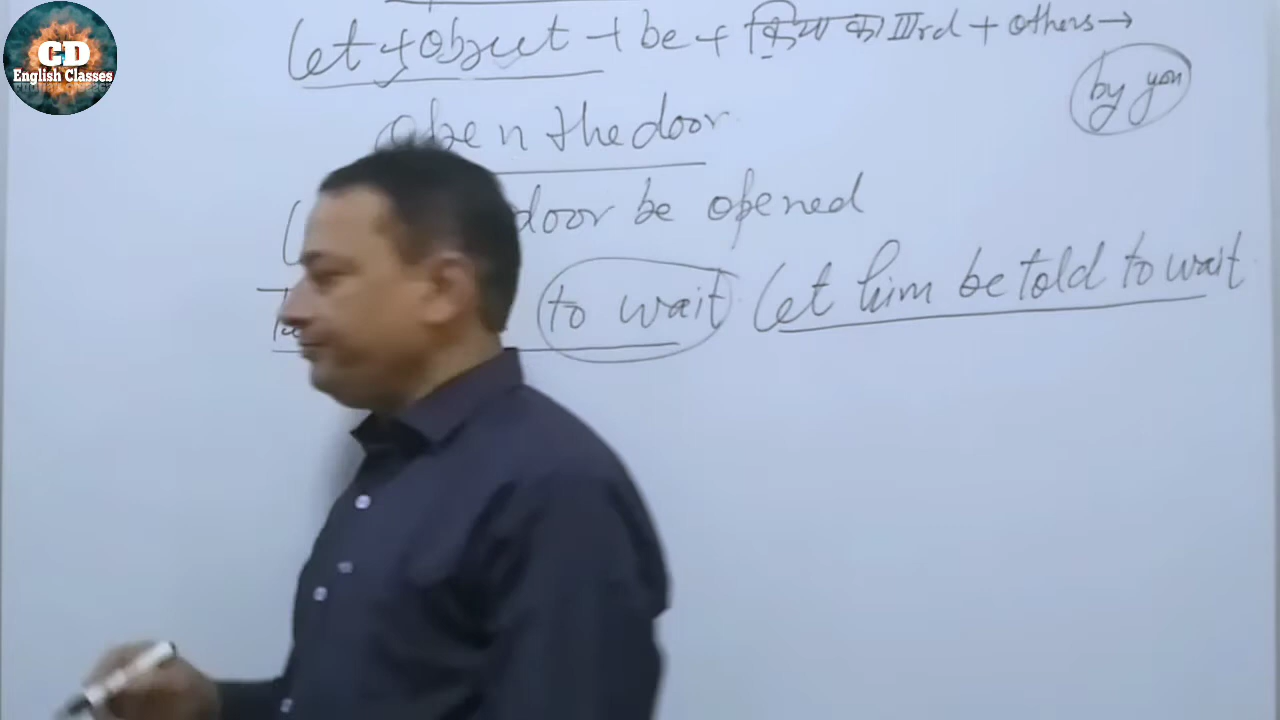 CD
English Classes
Let + object + be + क्रिया का IIIrd + others →
by you
open the door
door be opened
to wait Let him be told to wait